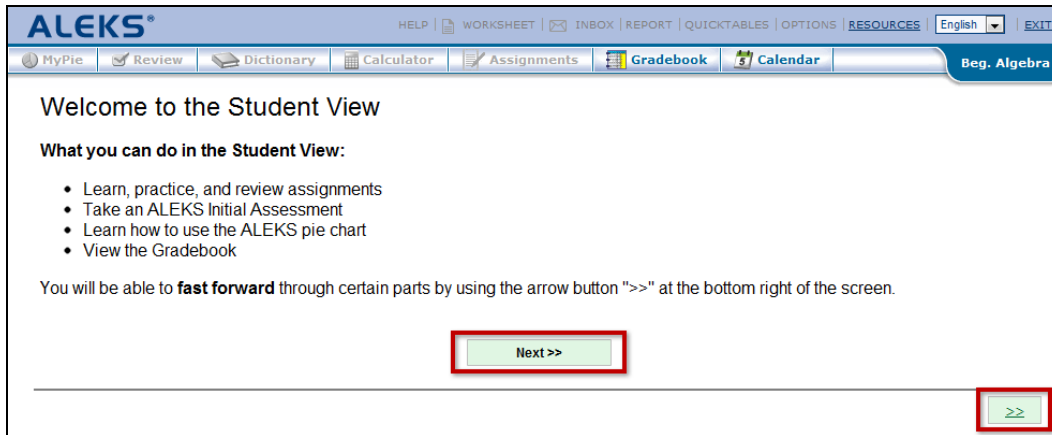 ALEKS®
HELP | WORKSHEET | INBOX | REPORT | QUICKTABLES | OPTIONS | RESOURCES | English | EXIT
MyPie Review Dictionary Calculator Assignments Gradebook 5 Calendar Beg. Algebra
Welcome to the Student View
What you can do in the Student View:
• Learn, practice, and review assignments
• Take an ALEKS Initial Assessment
• Learn how to use the ALEKS pie chart
• View the Gradebook
You will be able to fast forward through certain parts by using the arrow button ">>" at the bottom right of the screen.
Next >>
>>